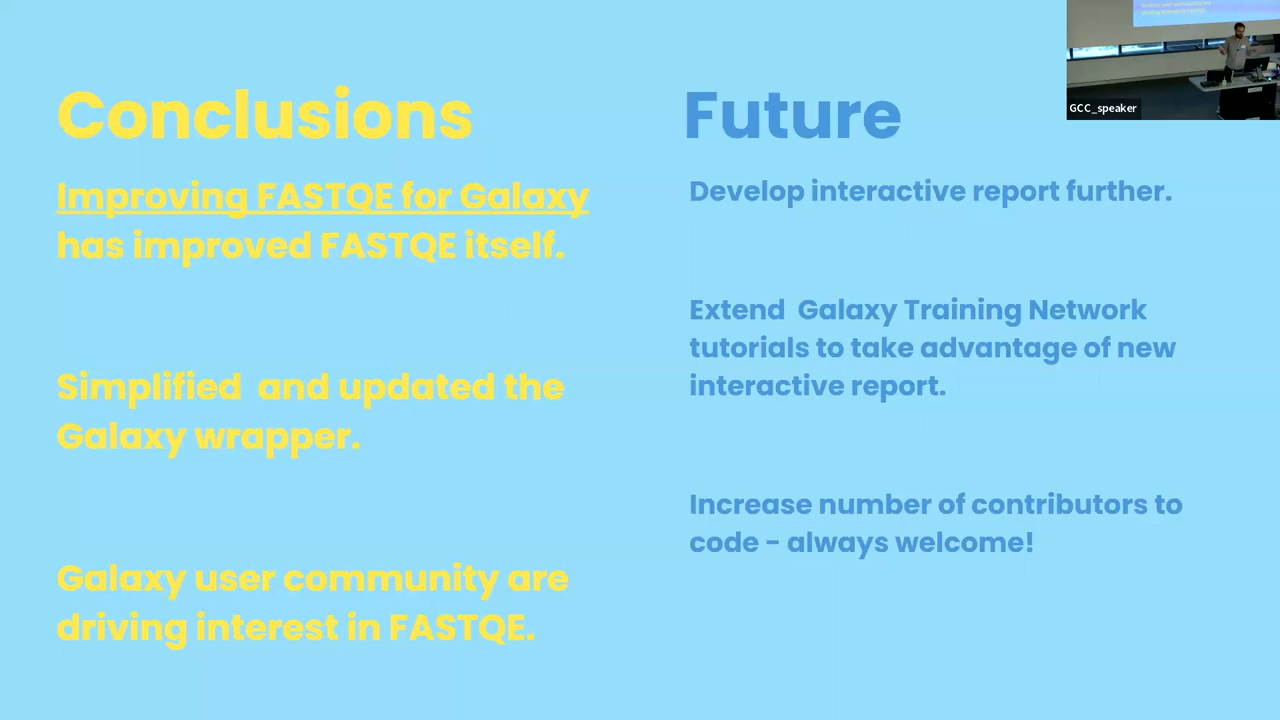 Conclusions
Improving FASTQE for Galaxy
has improved FASTQE itself.
Simplified and updated the
Galaxy wrapper.
Galaxy user community are
driving interest in FASTQE.
Future
Develop interactive report further.
Extend Galaxy Training Network
tutorials to take advantage of new
interactive report.
Increase number of contributors to
code - always welcome!
GCC_speaker